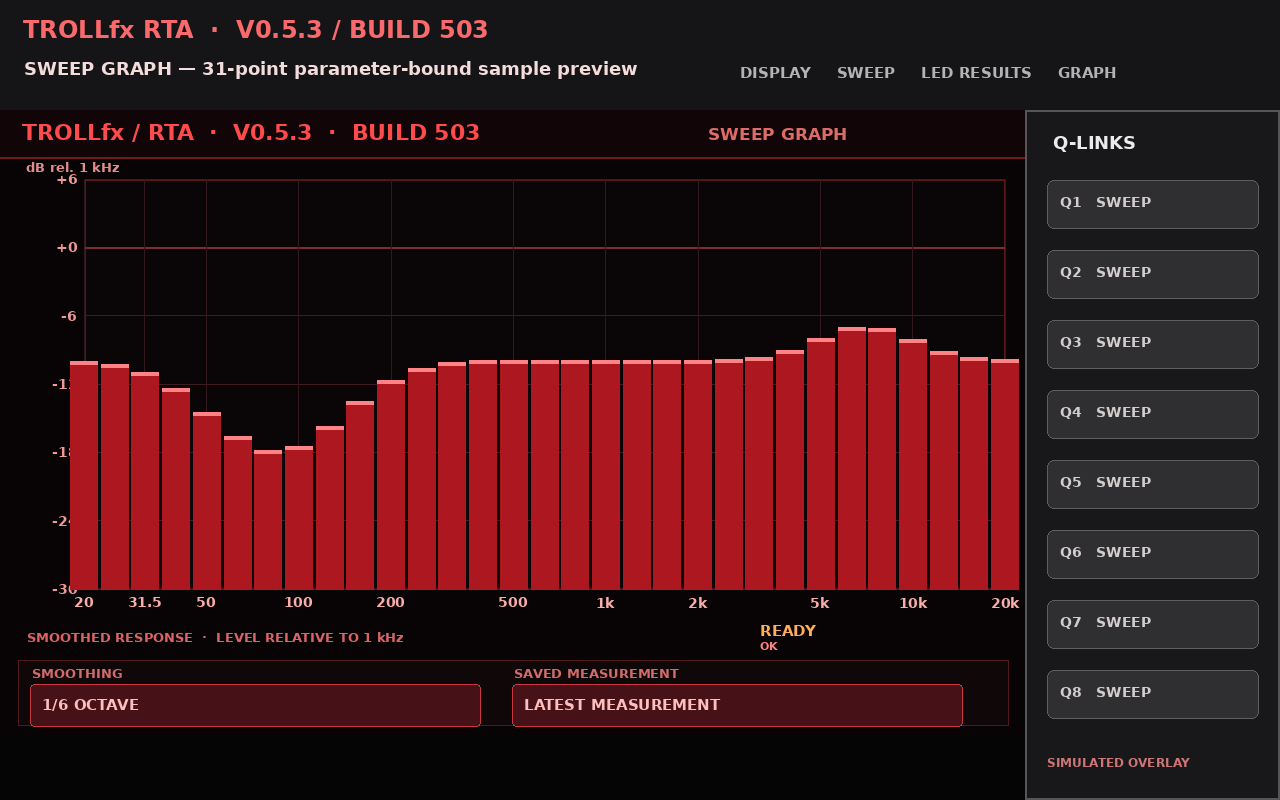 TROLLfx RTA · V0.5.3 / BUILD 503
SWEEP GRAPH — 31-point parameter-bound sample preview
DISPLAY SWEEP LED RESULTS GRAPH
TROLLfx / RTA · V0.5.3 · BUILD 503
SWEEP GRAPH
dB rel. 1 kHz
+6
+0
-6
20 31.5 50 100 200 500 1k 2k 5k 10k 20k
SMOOTHED RESPONSE · LEVEL RELATIVE TO 1 kHz
READY
OK
SMOOTHING
1/6 OCTAVE
SAVED MEASUREMENT
LATEST MEASUREMENT
Q-LINKS
Q1 SWEEP
Q2 SWEEP
Q3 SWEEP
Q4 SWEEP
Q5 SWEEP
Q6 SWEEP
Q7 SWEEP
Q8 SWEEP
SIMULATED OVERLAY